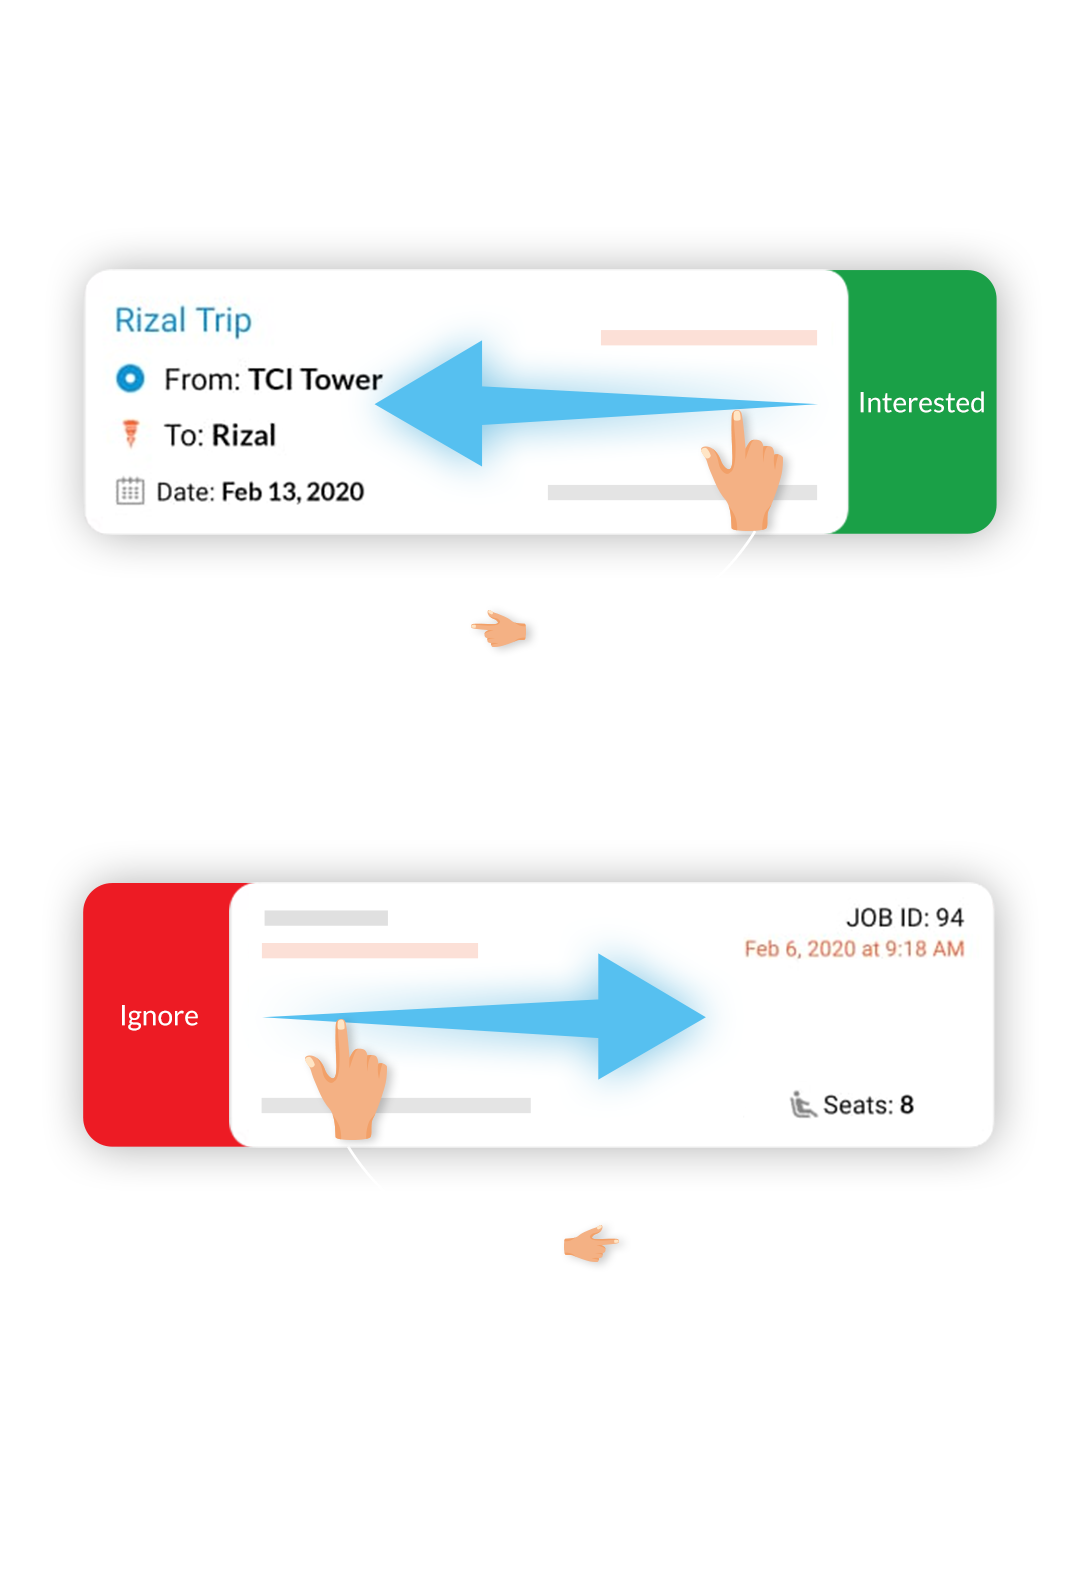 Rizal Trip
From: TCI Tower
To: Rizal
Date: Feb 13, 2020
Interested
Ignore
JOB ID: 94
Feb 6, 2020 at 9:18 AM
Seats: 8